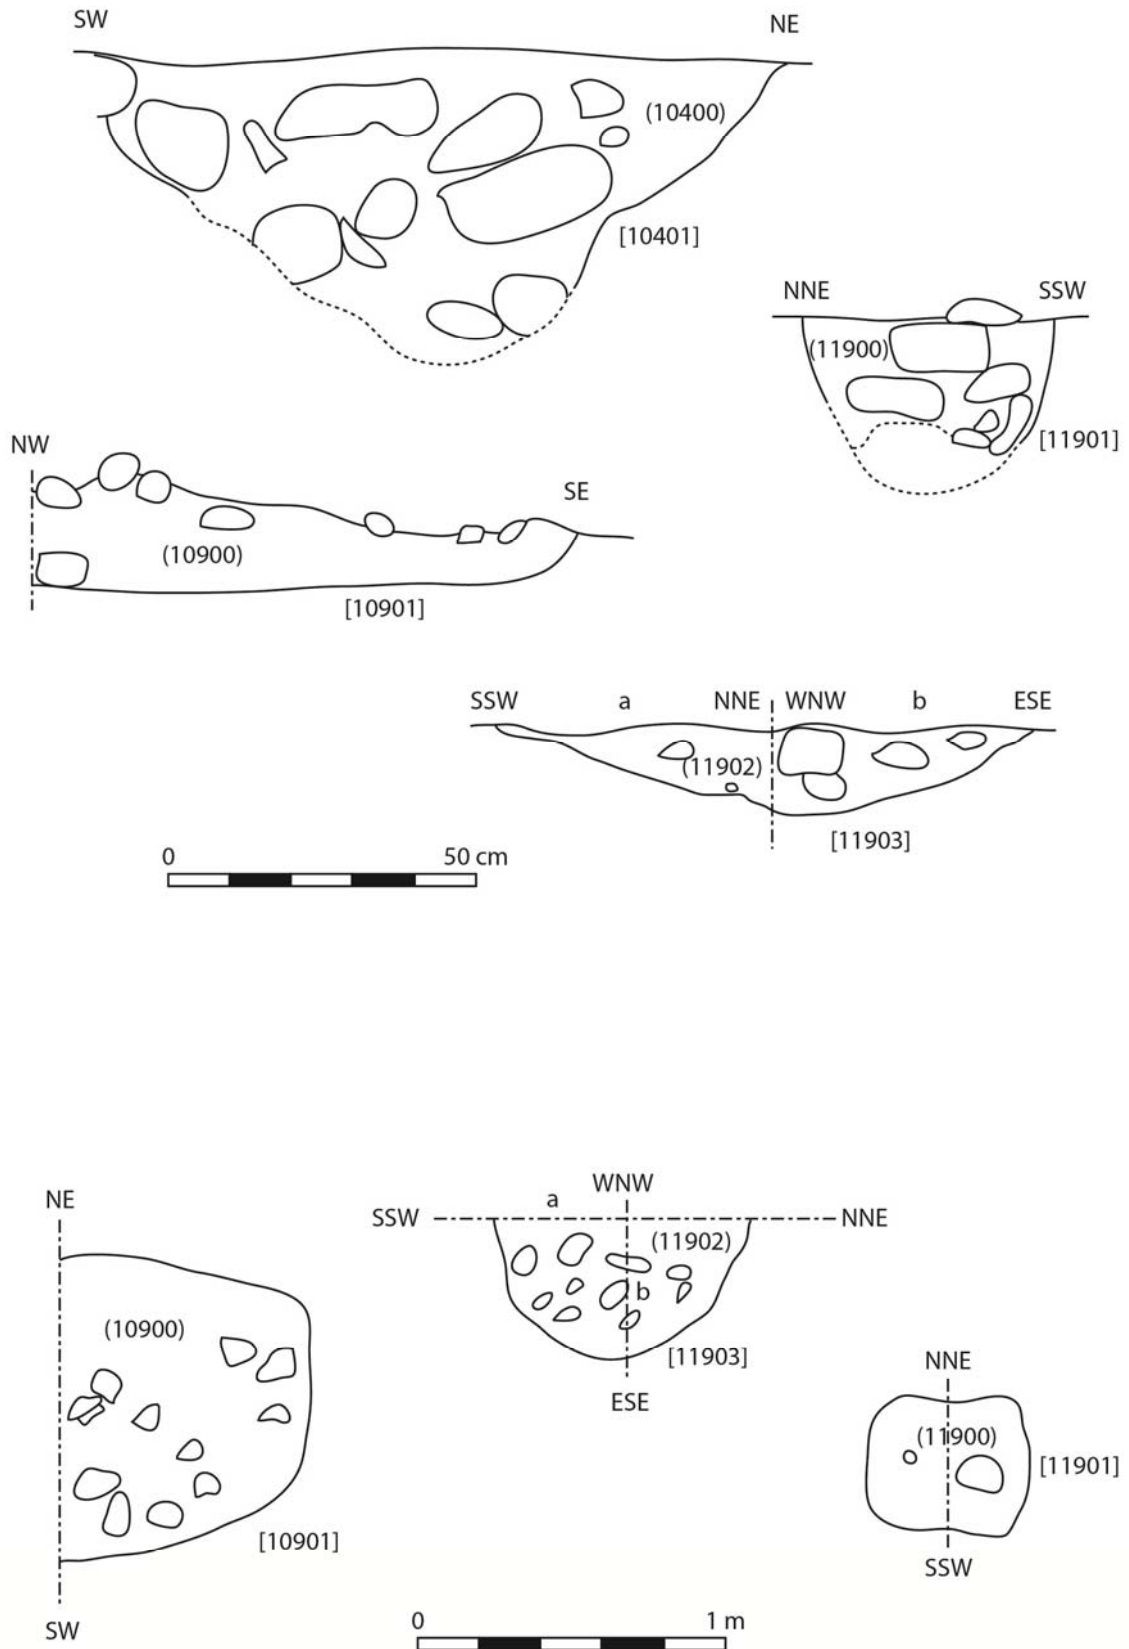 SW
NE
(10400)
[10401]
NNE
SSW
(11900)
[11901]
NW
SE
(10900)
[10901]
SSW a NNE WNW b ESE
(11902)
[11903]
0 50 cm
NE
WNW
a
SSW
NNE
(11902)
b
(10900)
[11903]
ESE
NNE
(11900)
[11901]
[10901]
SSW
SW
0 1 m